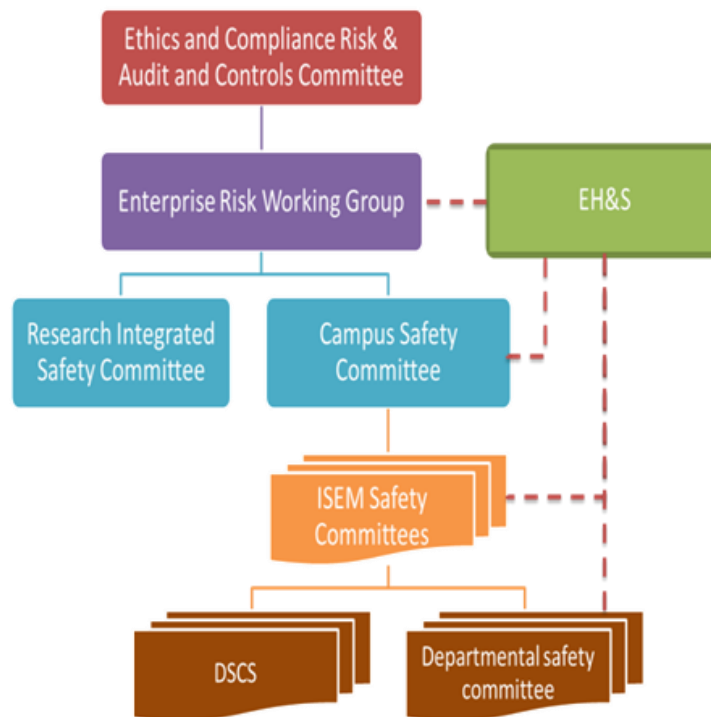 Ethics and Compliance Risk &
Audit and Controls Committee
Enterprise Risk Working Group
EH&S
Research Integrated
Safety Committee
Campus Safety
Committee
ISEM Safety
Committees
DSCS
Departmental safety
committee